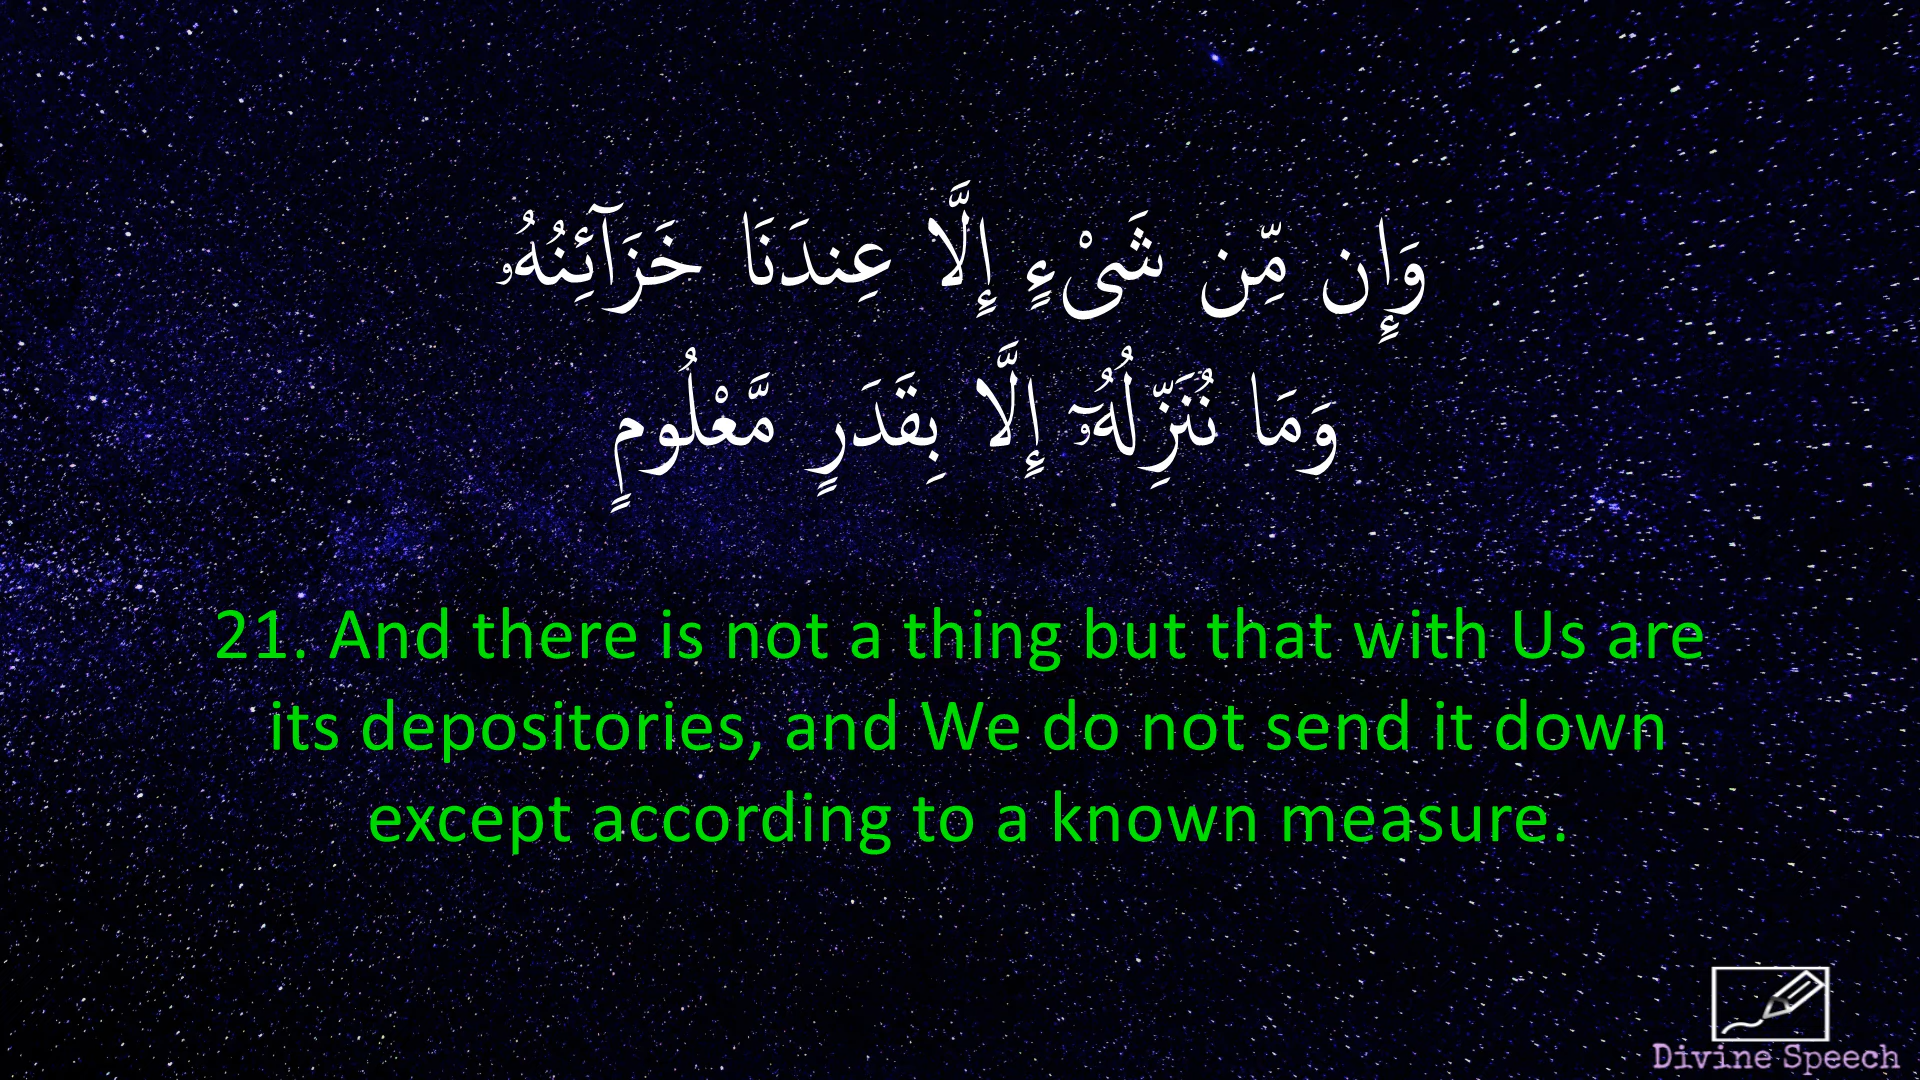 وَإِن مِّن شَىْءٍ إِلَّا عِندَنَا خَزَآئِنُهُۥ
وَمَا نُنَزِّلُهُۥٓ إِلَّا بِقَدَرٍ مَّعْلُومٍ
21. And there is not a thing but that with Us are
its depositories, and We do not send it down
except according to a known measure.
Divine Speech